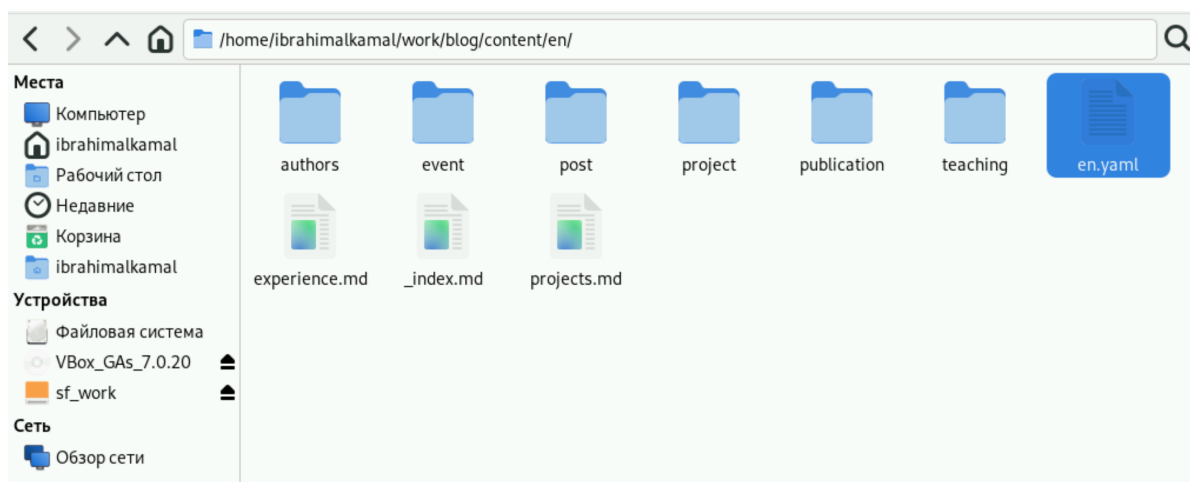 /home/ibrahimalkamal/work/blog/content/en/
Места
Компьютер
ibrahimalkamal
Рабочий стол
Недавние
Корзина
ibrahimalkamal
Устройства
Файловая система
VBox_GAs_7.0.20
sf_work
Сеть
Обзор сети
authors event post project publication teaching en.yaml
experience.md _index.md projects.md